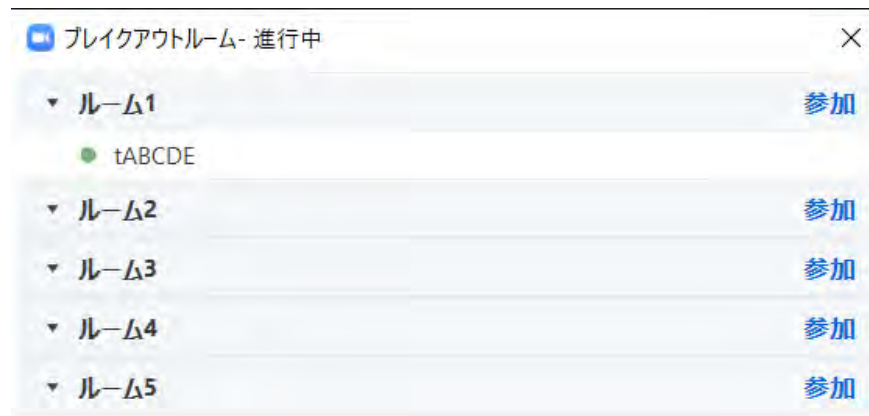 ブレイクアウトルーム- 進行中
ルーム1 参加
tABCDE
ルーム2 参加
ルーム3 参加
ルーム4 参加
ルーム5 参加